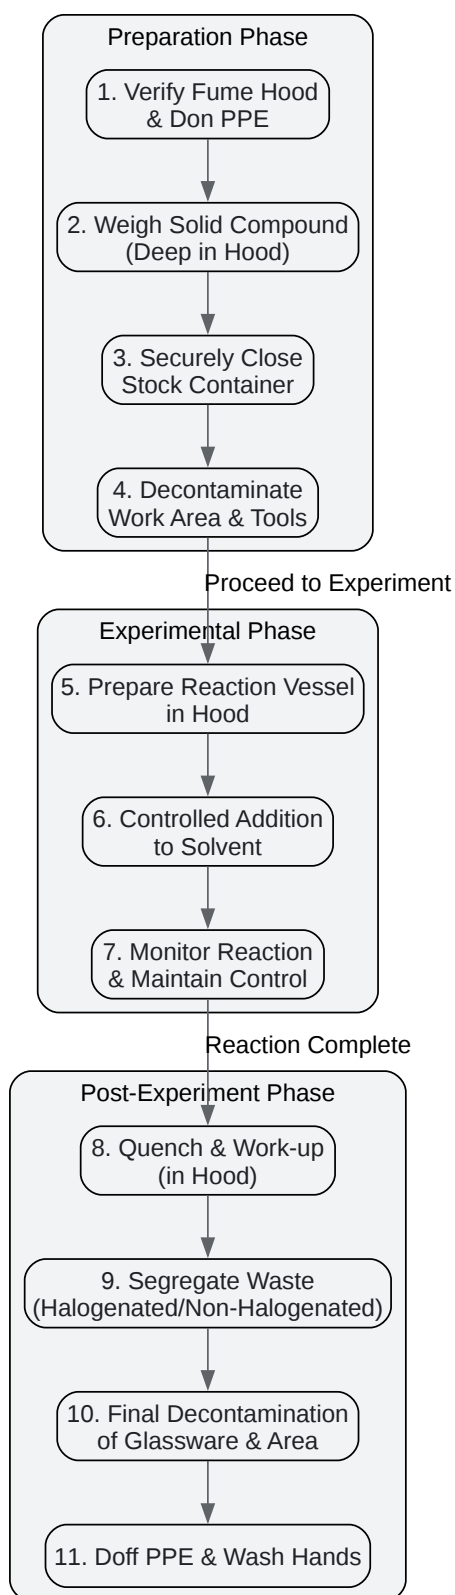 Preparation Phase
1. Verify Fume Hood
& Don PPE
2. Weigh Solid Compound
(Deep in Hood)
3. Securely Close
Stock Container
4. Decontaminate
Work Area & Tools
Proceed to Experiment
Experimental Phase
5. Prepare Reaction Vessel
in Hood
6. Controlled Addition
to Solvent
7. Monitor Reaction
& Maintain Control
Reaction Complete
Post-Experiment Phase
8. Quench & Work-up
(in Hood)
9. Segregate Waste
(Halogenated/Non-Halogenated)
10. Final Decontamination
of Glassware & Area
11. Doff PPE & Wash Hands